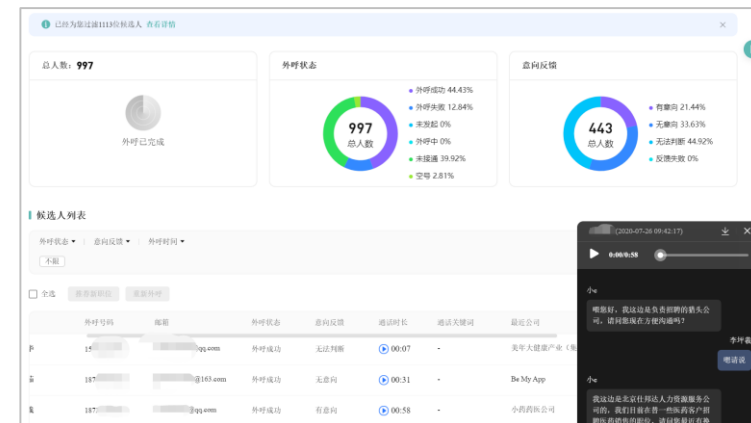 已经为您过滤1113位候选人 查看详情
总人数：997
外呼已完成
外呼状态
997
总人数
外呼成功 44.43%
外呼失败 12.84%
未发起 0%
外呼中 0%
未接通 39.92%
空号 2.81%
意向反馈
443
总人数
有意向 21.44%
无意向 33.63%
无法判断 44.92%
反馈失败 0%
候选人列表
外呼状态 意向反馈 外呼时间
不限
全选 推荐新职位 重新外呼
外呼号码 邮箱 外呼状态 意向反馈 通话时长 通话关键词 最近公司
15 @qq.com 外呼成功 无法判断 00:07 - 美年大健康产业（集
187 @163.com 外呼成功 无意向 00:31 - Be My App
187 @qq.com 外呼成功 有意向 00:58 - 小药药医公司
(2020-07-26 09:42:17)
0:00/0:58
小e
喂您好，我这边是负责招聘的猎头公
司，请问您现在方便沟通吗？
嗯请说
小e
我这边是北京仕邦达人力资源服务公
司的，我们目前在替一些医药客户招
聘医药销售的职位，请问您最近有换